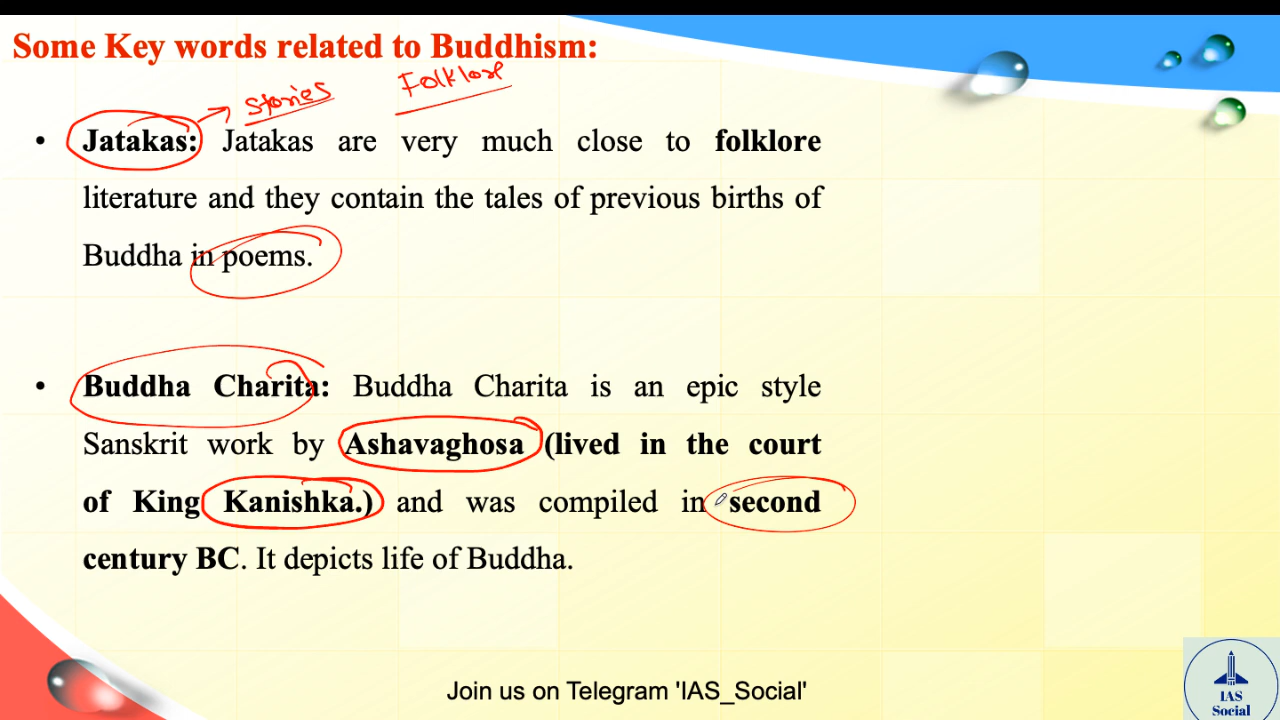 Some Key words related to Buddhism:
Stories Folklore
• Jatakas: Jatakas are very much close to folklore
literature and they contain the tales of previous births of
Buddha in poems.
• Buddha Charita: Buddha Charita is an epic style
Sanskrit work by Ashavaghosa (lived in the court
of King Kanishka.) and was compiled in second
century BC. It depicts life of Buddha.
Join us on Telegram 'IAS_Social'
IAS
Social